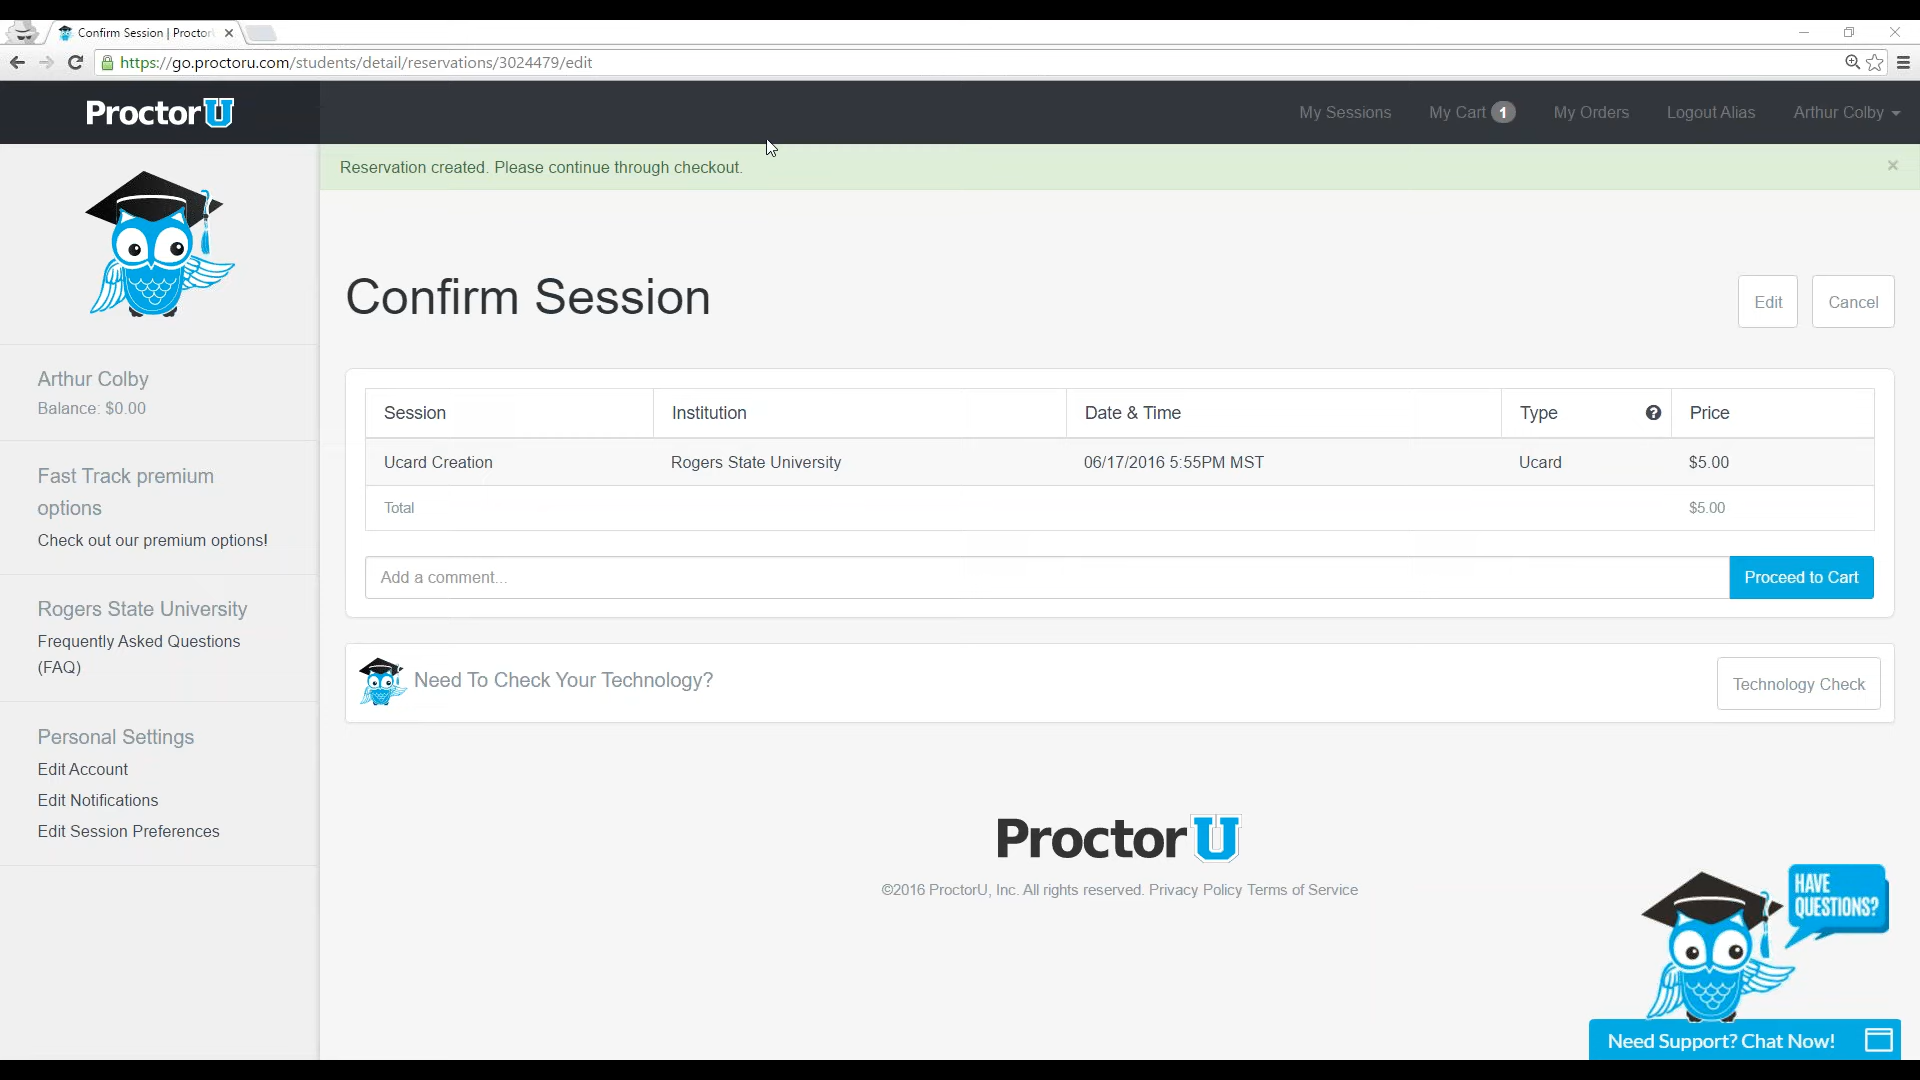 Confirm Session | Proctor
https://go.proctoru.com/students/detail/reservations/3024479/edit
ProctorU
My Sessions
My Cart 1
My Orders
Logout Alias
Arthur Colby
Reservation created. Please continue through checkout.
×
Arthur Colby
Balance: $0.00
Fast Track premium
options
Check out our premium options!
Rogers State University
Frequently Asked Questions
(FAQ)
Personal Settings
Edit Account
Edit Notifications
Edit Session Preferences
Confirm Session
Edit
Cancel
Session Institution Date & Time Type ? Price
Ucard Creation Rogers State University 06/17/2016 5:55PM MST Ucard $5.00
Total $5.00
Add a comment...
Proceed to Cart
Need To Check Your Technology?
Technology Check
ProctorU
©2016 ProctorU, Inc. All rights reserved. Privacy Policy Terms of Service
HAVE
QUESTIONS?
Need Support? Chat Now!